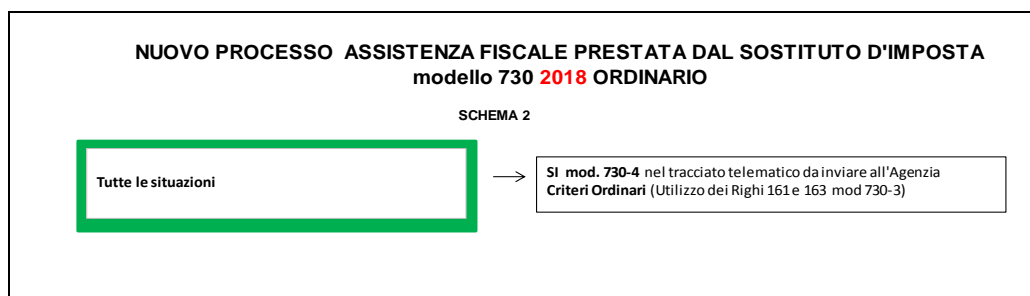 NUOVO PROCESSO ASSISTENZA FISCALE PRESTATA DAL SOSTITUTO D'IMPOSTA
modello 730 2018 ORDINARIO
SCHEMA 2
Tutte le situazioni
SI mod. 730-4 nel tracciato telematico da inviare all'Agenzia
Criteri Ordinari (Utilizzo dei Righi 161 e 163 mod 730-3)